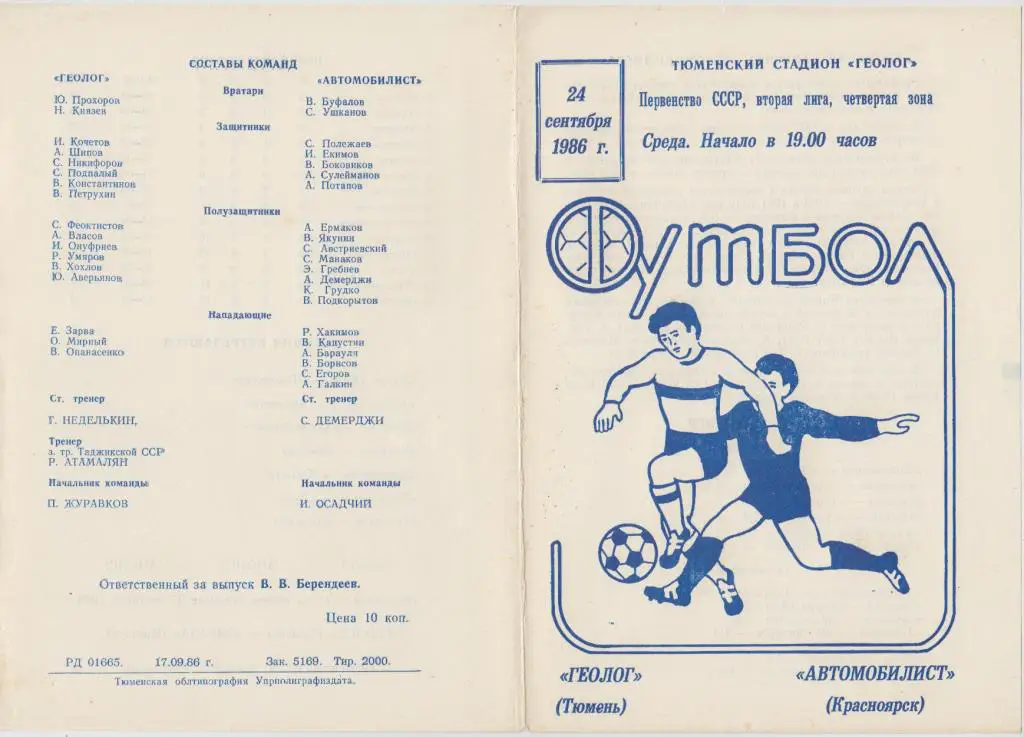 СОСТАВЫ КОМАНД
«ГЕОЛОГ»
«АВТОМОБИЛИСТ»
Вратари
Ю. Прохоров
Н. Князев
В. Буфалов
С. Ушканов
Защитники
И. Кочетов
А. Шипов
С. Никифоров
С. Подпалый
В. Константинов
В. Петрухин
С. Полежаев
И. Екимов
В. Боковиков
А. Сулейманов
А. Потапов
Полузащитники
С. Феоктистов
А. Власов
И. Онуфриев
Р. Умяров
В. Хохлов
Ю. Аверьянов
А. Ермаков
В. Якунин
С. Австриевский
С. Манаков
Э. Гребнев
А. Демерджи
К. Грудко
В. Подкорытов
Нападающие
Е. Зарва
О. Мирный
В. Опанасенко
Р. Хакимов
В. Капустин
А. Барауля
В. Борисов
С. Егоров
А. Галкин
Ст. тренер
Г. НЕДЕЛЬКИН,
Ст. тренер
С. ДЕМЕРДЖИ
Тренер
з. тр. Таджикской ССР
Р. АТАМАЛЯН
Начальник команды
П. ЖУРАВКОВ
Начальник команды
И. ОСАДЧИЙ
Ответственный за выпуск В. В. Берендеев.
Цена 10 коп.
РД 01665. 17.09.86 г. Зак. 5169. Тир. 2000.
Тюменская облтипография Упрполиграфиздата.
ТЮМЕНСКИЙ СТАДИОН «ГЕОЛОГ»
24
сентября
1986 г.
Первенство СССР, вторая лига, четвертая зона
Среда. Начало в 19.00 часов
ФУТБОЛ
«ГЕОЛОГ»
(Тюмень)
«АВТОМОБИЛИСТ»
(Красноярск)